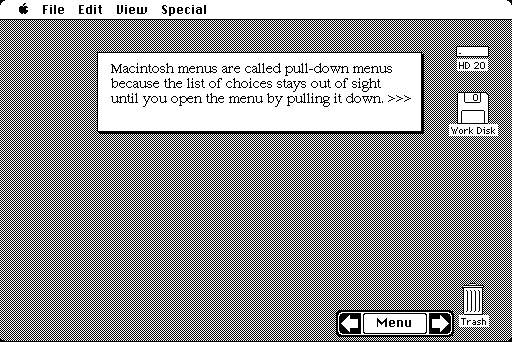 File Edit View Special
Macintosh menus are called pull-down menus
because the list of choices stays out of sight
until you open the menu by pulling it down. >>>
HD 20
Work Disk
Menu
Trash